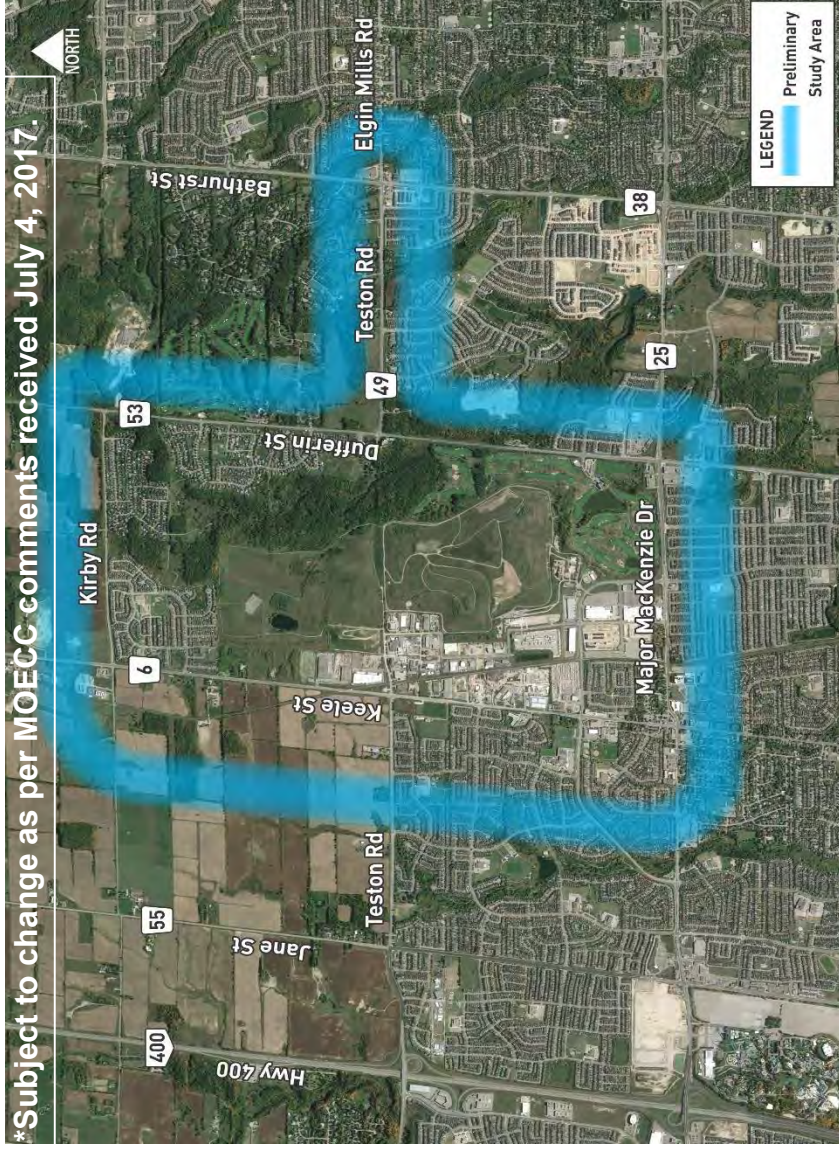 *Subject to change as per MOECC comments received July 4, 2017.
NORTH
Kirby Rd
400
55
6
53
Bathurst St
Hwy 400
Jane St
Keele St
Dufferin St
Teston Rd
Teston Rd
49
Elgin Mills Rd
Major MacKenzie Dr
25
38
LEGEND
Preliminary
Study Area